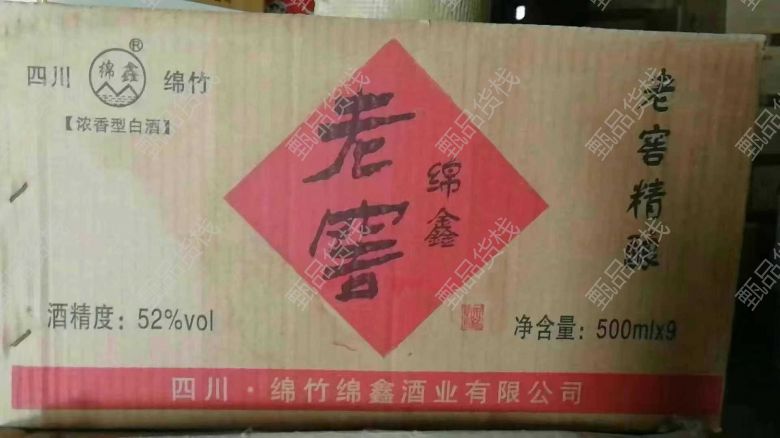 四川 绵鑫® 绵竹
【浓香型白酒】
老窖
绵鑫
老窖精酿
酒精度：52%vol
净含量：500mlx9
四川·绵竹绵鑫酒业有限公司
甄品货栈